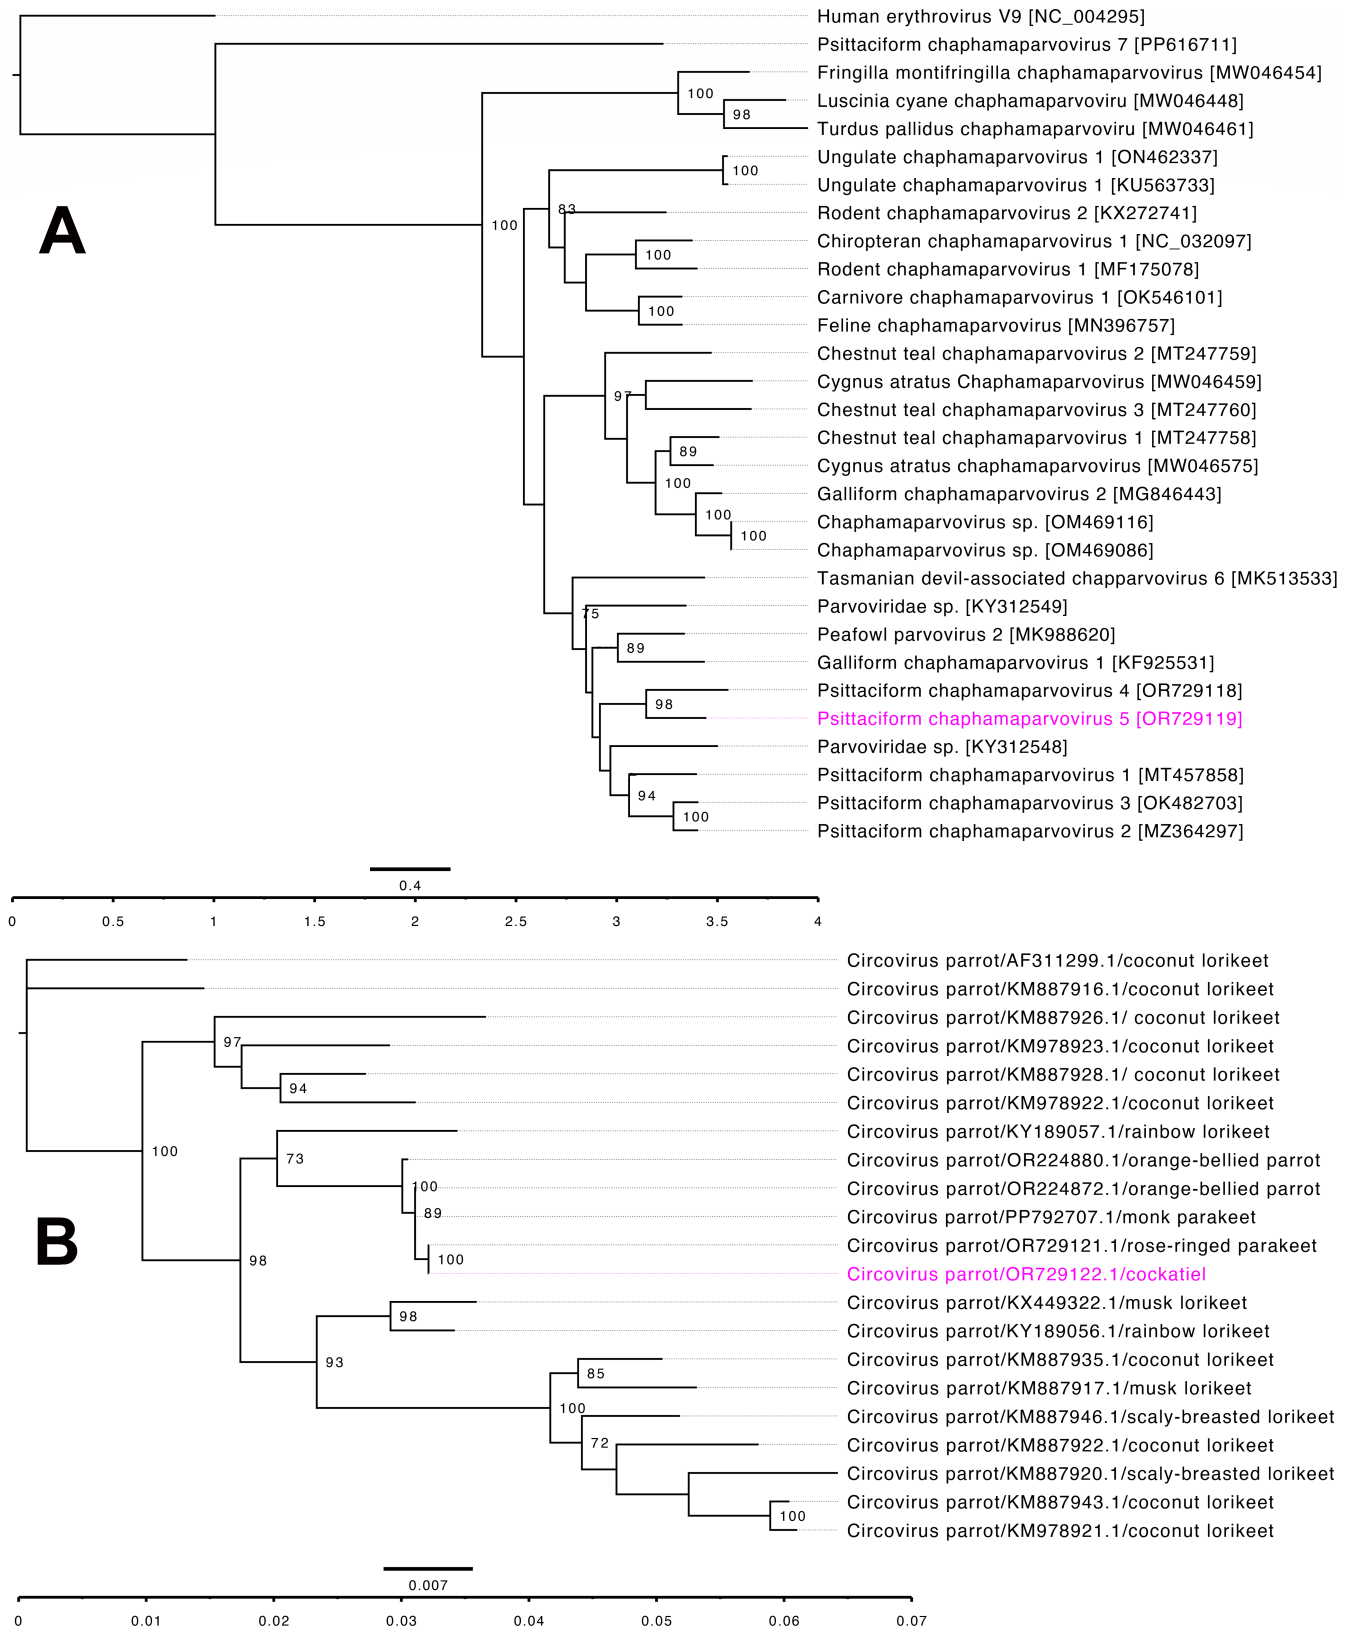 Human erythrovirus V9 [NC_004295]
Psittaciform chaphamaparvovirus 7 [PP616711]
Fringilla montifringilla chaphamaparvovirus [MW046454]
100
Luscinia cyane chaphamaparvoviru [MW046448]
98
Turdus pallidus chaphamaparvoviru [MW046461]
Ungulate chaphamaparvovirus 1 [ON462337]
100
Ungulate chaphamaparvovirus 1 [KU563733]
83
Rodent chaphamaparvovirus 2 [KX272741]
A
100
Chiropteran chaphamaparvovirus 1 [NC_032097]
100
Rodent chaphamaparvovirus 1 [MF175078]
Carnivore chaphamaparvovirus 1 [OK546101]
100
Feline chaphamaparvovirus [MN396757]
Chestnut teal chaphamaparvovirus 2 [MT247759]
Cygnus atratus Chaphamaparvovirus [MW046459]
97
Chestnut teal chaphamaparvovirus 3 [MT247760]
Chestnut teal chaphamaparvovirus 1 [MT247758]
89
Cygnus atratus chaphamaparvovirus [MW046575]
100
Galliform chaphamaparvovirus 2 [MG846443]
100
Chaphamaparvovirus sp. [OM469116]
100
Chaphamaparvovirus sp. [OM469086]
Tasmanian devil-associated chapparvovirus 6 [MK513533]
Parvoviridae sp. [KY312549]
75
Peafowl parvovirus 2 [MK988620]
89
Galliform chaphamaparvovirus 1 [KF925531]
Psittaciform chaphamaparvovirus 4 [OR729118]
98
Psittaciform chaphamaparvovirus 5 [OR729119]
Parvoviridae sp. [KY312548]
Psittaciform chaphamaparvovirus 1 [MT457858]
94
Psittaciform chaphamaparvovirus 3 [OK482703]
100
Psittaciform chaphamaparvovirus 2 [MZ364297]
0.4
0 0.5 1 1.5 2 2.5 3 3.5 4
Circovirus parrot/AF311299.1/coconut lorikeet
Circovirus parrot/KM887916.1/coconut lorikeet
Circovirus parrot/KM887926.1/ coconut lorikeet
97
Circovirus parrot/KM978923.1/coconut lorikeet
Circovirus parrot/KM887928.1/ coconut lorikeet
94
Circovirus parrot/KM978922.1/coconut lorikeet
Circovirus parrot/KY189057.1/rainbow lorikeet
100
73
Circovirus parrot/OR224880.1/orange-bellied parrot
100
Circovirus parrot/OR224872.1/orange-bellied parrot
89
Circovirus parrot/PP792707.1/monk parakeet
B
Circovirus parrot/OR729121.1/rose-ringed parakeet
98
100
Circovirus parrot/OR729122.1/cockatiel
Circovirus parrot/KX449322.1/musk lorikeet
98
Circovirus parrot/KY189056.1/rainbow lorikeet
93
Circovirus parrot/KM887935.1/coconut lorikeet
85
Circovirus parrot/KM887917.1/musk lorikeet
100
Circovirus parrot/KM887946.1/scaly-breasted lorikeet
72
Circovirus parrot/KM887922.1/coconut lorikeet
Circovirus parrot/KM887920.1/scaly-breasted lorikeet
Circovirus parrot/KM887943.1/coconut lorikeet
100
Circovirus parrot/KM978921.1/coconut lorikeet
0.007
0 0.01 0.02 0.03 0.04 0.05 0.06 0.07